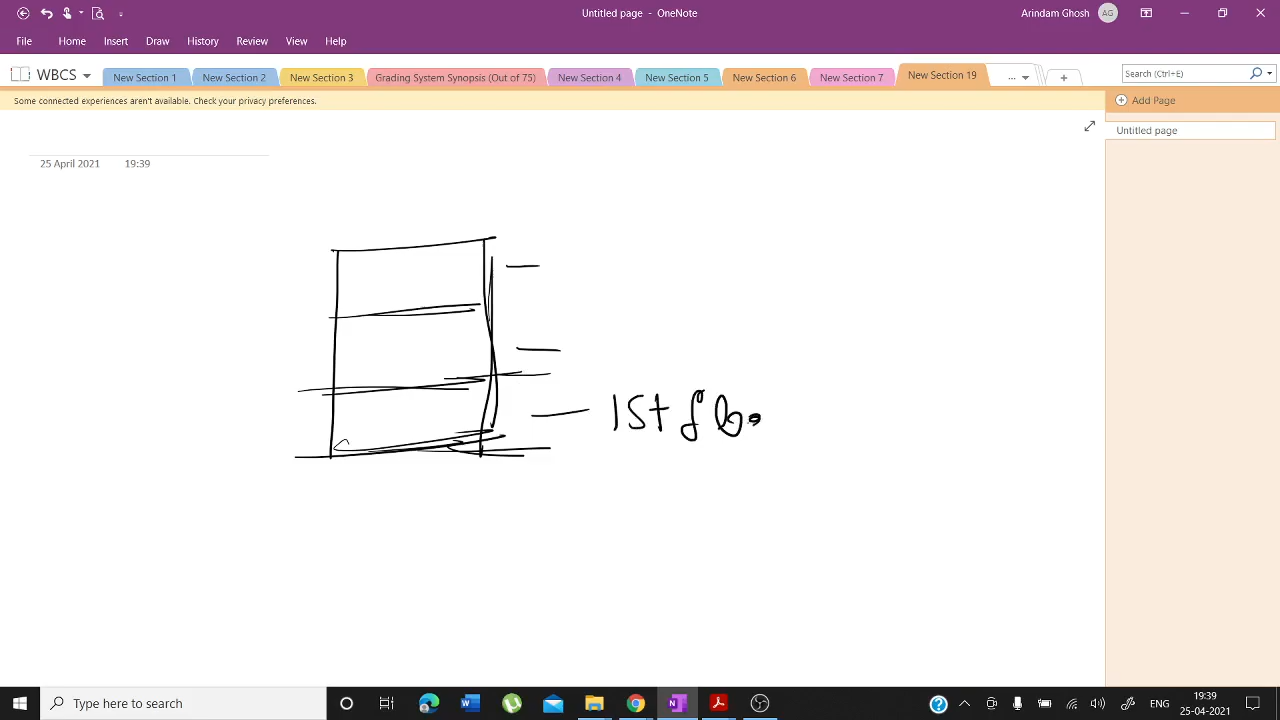 Untitled page - OneNote
Arindam Ghosh AG
File Home Insert Draw History Review View Help
WBCS New Section 1 New Section 2 New Section 3 Grading System Synopsis (Out of 75) New Section 4 New Section 5 New Section 6 New Section 7 New Section 19 ... + Search (Ctrl+E)
Some connected experiences aren't available. Check your privacy preferences.
Add Page
Untitled page
25 April 2021 19:39
1st
Type here to search
ENG
19:39
25-04-2021